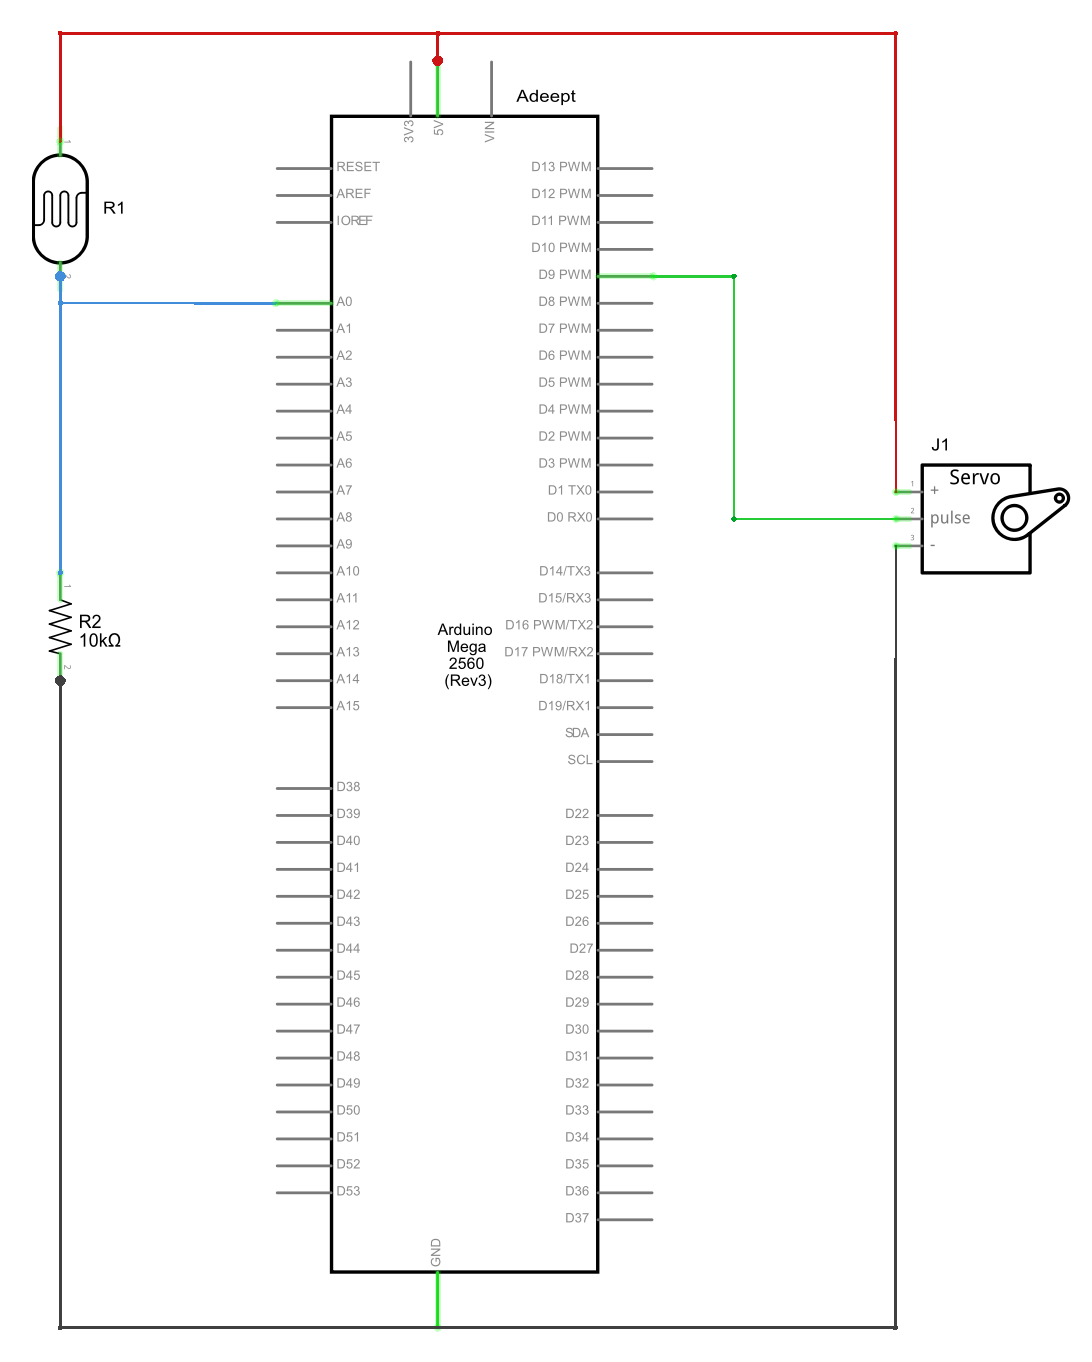 Adeept
3V3
5V
VIN
RESET
AREF
IOREF
A0
A1
A2
A3
A4
A5
A6
A7
A8
A9
A10
A11
A12
A13
A14
A15
D38
D39
D40
D41
D42
D43
D44
D45
D46
D47
D48
D49
D50
D51
D52
D53
D13 PWM
D12 PWM
D11 PWM
D10 PWM
D9 PWM
D8 PWM
D7 PWM
D6 PWM
D5 PWM
D4 PWM
D2 PWM
D3 PWM
D1 TX0
D0 RX0
D14/TX3
D15/RX3
D16 PWM/TX2
D17 PWM/RX2
D18/TX1
D19/RX1
SDA
SCL
D22
D23
D24
D25
D26
D27
D28
D29
D30
D31
D32
D33
D34
D35
D36
D37
GND
Arduino
Mega
2560
(Rev3)
1
R1
2
1
R2
10kΩ
2
J1
Servo
1
+
2
pulse
3
-